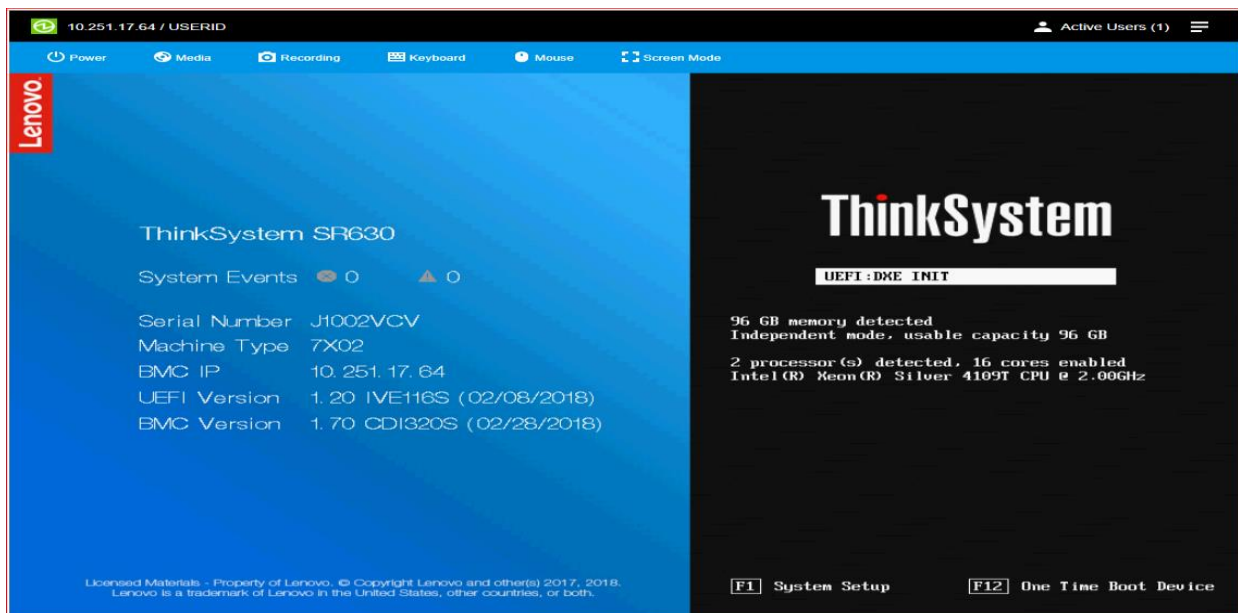 10.251.17.64 / USERID
Active Users (1)
Power Media Recording Keyboard Mouse Screen Mode
Lenovo.
ThinkSystem SR630
System Events 0 0
Serial Number J1002VCV
Machine Type 7X02
BMC IP 10. 251. 17. 64
UEFI Version 1. 20 IVE116S (02/08/2018)
BMC Version 1. 70 CDI320S (02/28/2018)
Licensed Materials - Property of Lenovo. © Copyright Lenovo and other(s) 2017, 2018.
Lenovo is a trademark of Lenovo in the United States, other countries, or both.
ThinkSystem
UEFI:DXE INIT
96 GB memory detected
Independent mode, usable capacity 96 GB
2 processor(s) detected, 16 cores enabled
Intel(R) Xeon(R) Silver 4109T CPU @ 2.00GHz
F1 System Setup F12 One Time Boot Device